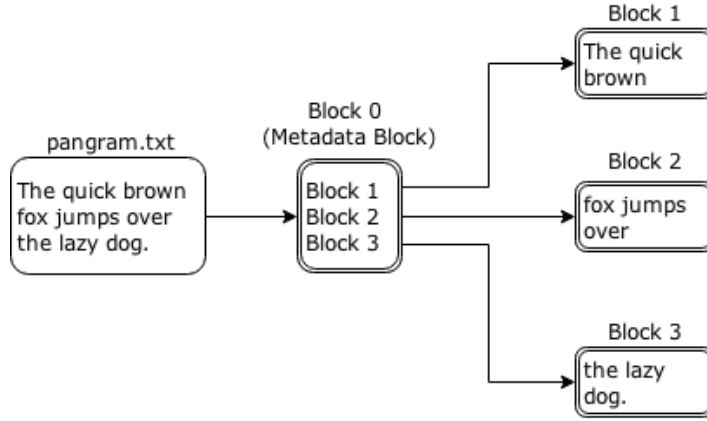 pangram.txt
The quick brown
fox jumps over
the lazy dog.
Block 0
(Metadata Block)
Block 1
Block 2
Block 3
Block 1
The quick
brown
Block 2
fox jumps
over
Block 3
the lazy
dog.